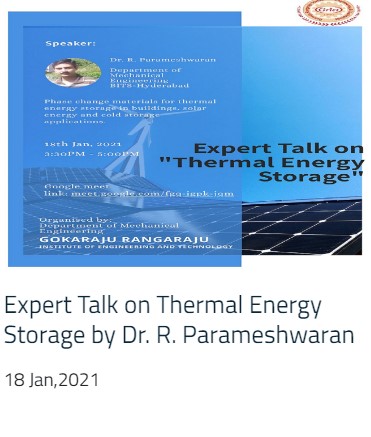 Speaker:
Dr. R. Parameshwaran
Department of
Mechanical
Engineering
BITS-Hyderabad
Phase change materials for thermal
energy storage in buildings, solar
energy and cold storage
applications.
18th Jan, 2021
3:30PM - 5:00PM
Google meet
link: meet.google.com/
Organised by:
Department of Mechanical
Engineering
GOKARAJU RANGARAJU
INSTITUTE OF ENGINEERING AND TECHNOLOGY
Expert Talk on
"Thermal Energy
Storage"
Expert Talk on Thermal Energy
Storage by Dr. R. Parameshwaran
18 Jan,2021